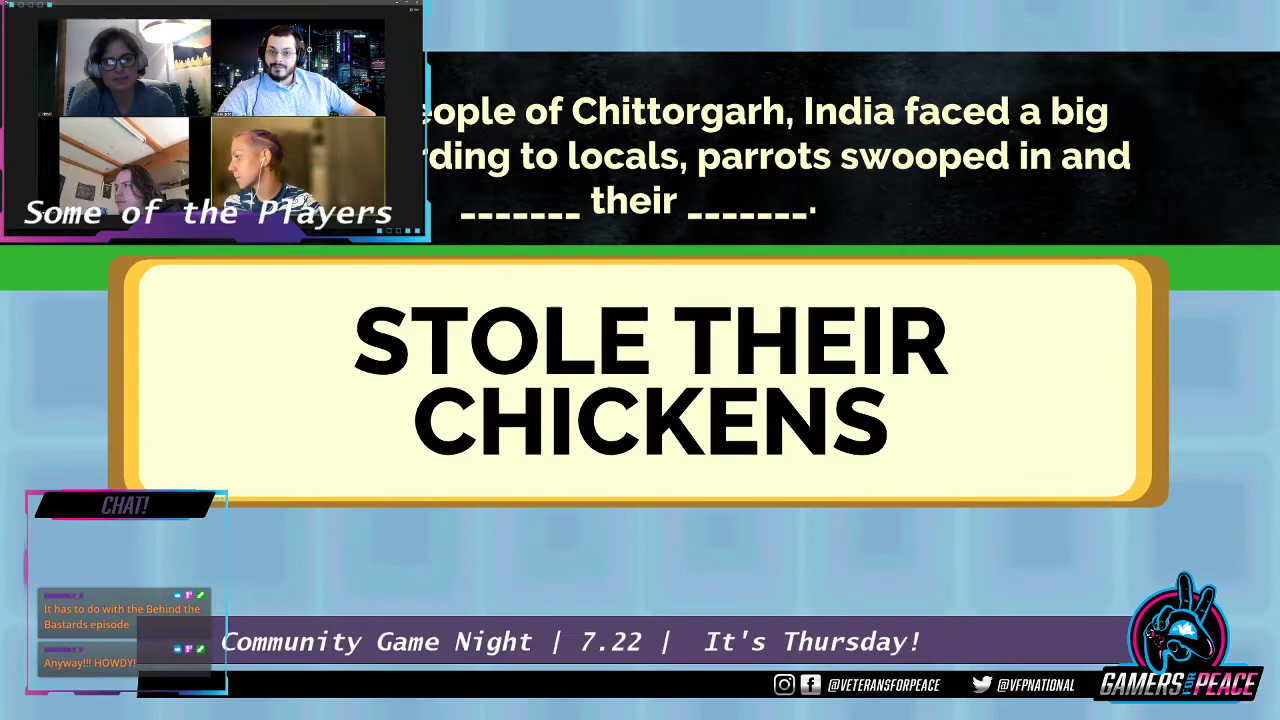 eople of Chittorgarh, India faced a big
rding to locals, parrots swooped in and
_______ their _______.
Some of the Players
STOLE THEIR
CHICKENS
CHAT!
It has to do with the Behind the
Bastards episode
Anyway!!! HOWDY!
Community Game Night | 7.22 | It's Thursday!
@VETERANSFORPEACE
@VFPNATIONAL
GAMERS FOR PEACE